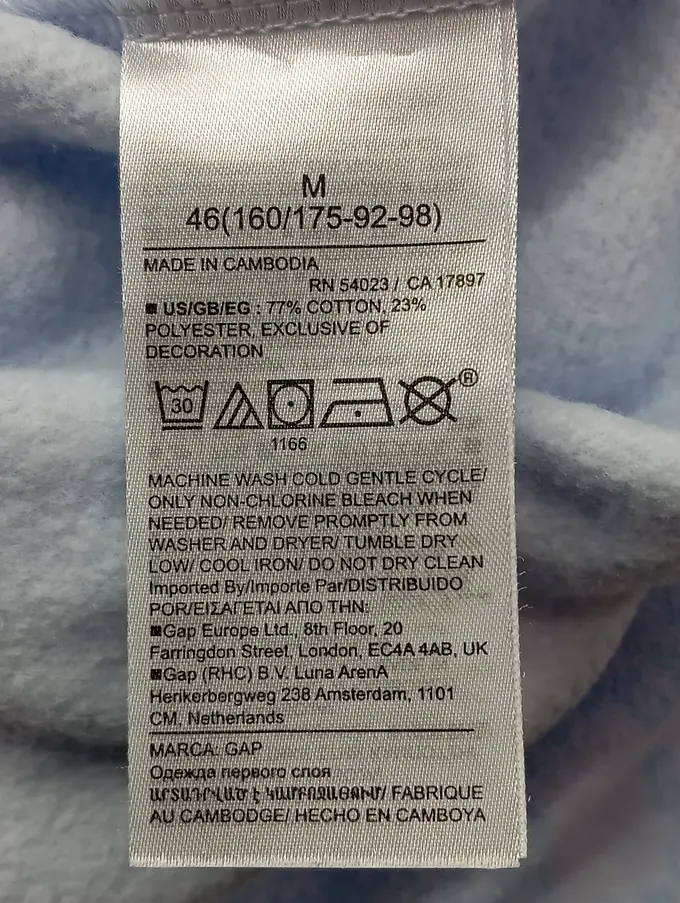 M
46(160/175-92-98)
MADE IN CAMBODIA
RN 54023 / CA 17897
US/GB/EG : 77% COTTON, 23%
POLYESTER, EXCLUSIVE OF
DECORATION
30
®
1166
MACHINE WASH COLD GENTLE CYCLE/
ONLY NON-CHLORINE BLEACH WHEN
NEEDED/ REMOVE PROMPTLY FROM
WASHER AND DRYER/ TUMBLE DRY
LOW/ COOL IRON/ DO NOT DRY CLEAN
Imported By/Importe Par/DISTRIBUIDO
POR/ΕΙΣΑΓΕΤΑΙ ΑΠΟ ΤΗΝ:
Gap Europe Ltd., 8th Floor, 20
Farringdon Street, London, EC4A 4AB, UK
Gap (RHC) B.V. Luna ArenA
Herikerbergweg 238 Amsterdam, 1101
CM, Netherlands
MARCA: GAP
Одежда первого слоя
ԱՐՏԱԴՐՎԱԾ Է ԿԱՄԲՈՋԱՅՈՒՄ/ FABRIQUE
AU CAMBODGE/ HECHO EN CAMBOYA